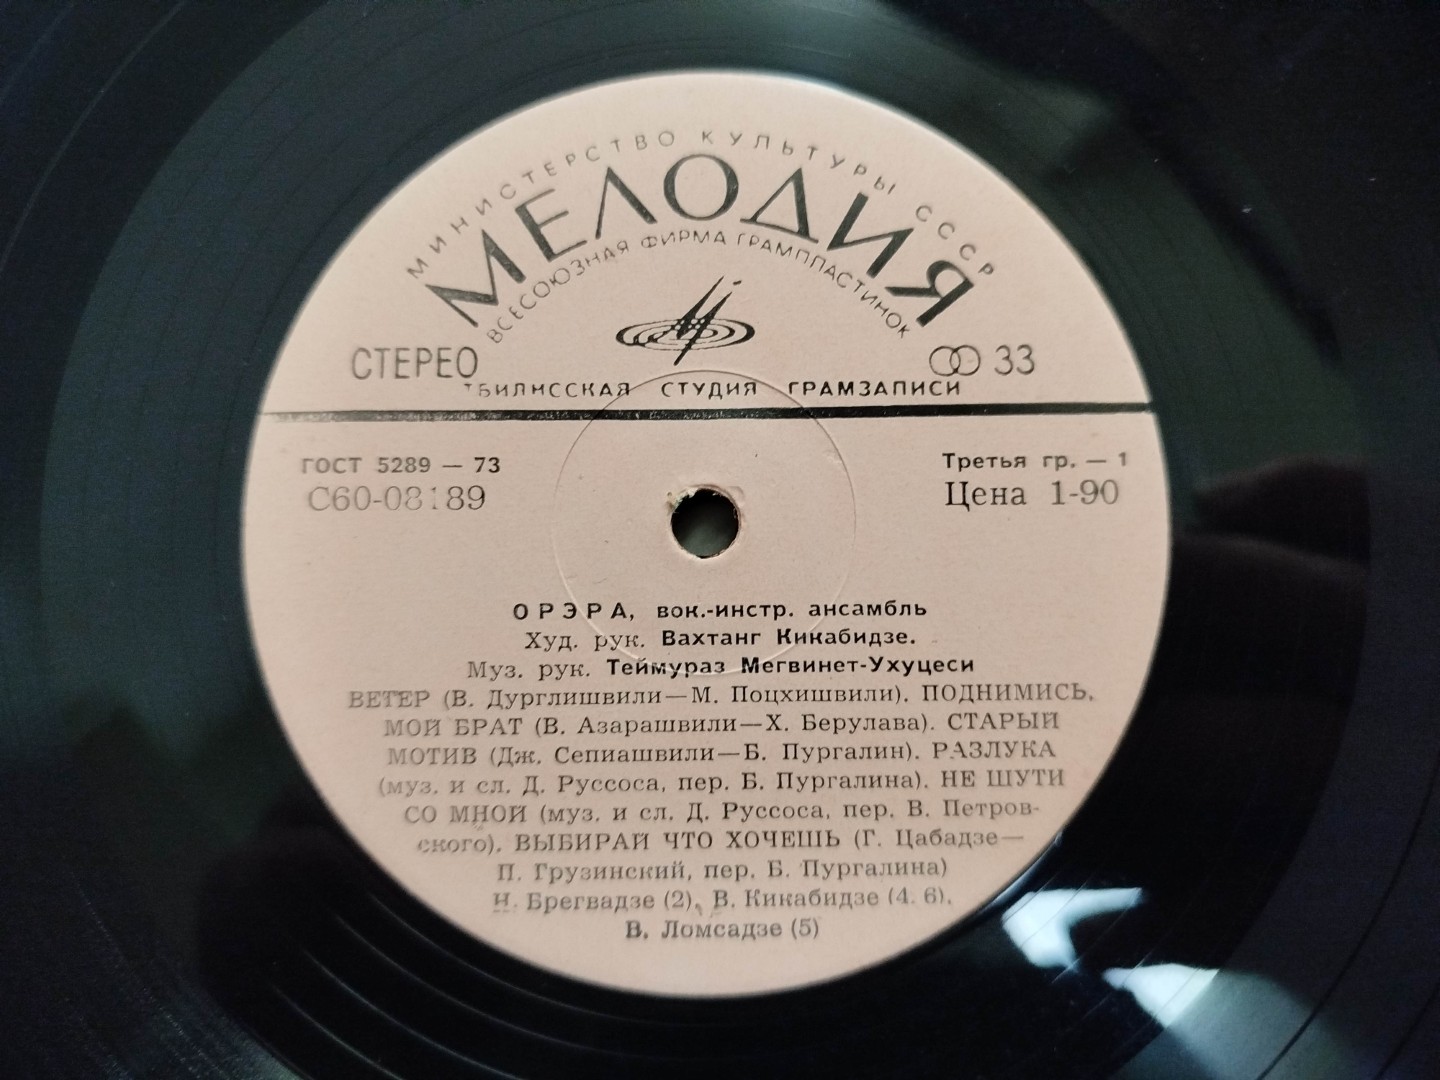 МИНИСТЕРСТВО КУЛЬТУРЫ СССР
МЕЛОДИЯ
ВСЕСОЮЗНАЯ ФИРМА ГРАМПЛАСТИНОК
СТЕРЕО
33
ТБИЛИССКАЯ СТУДИЯ ГРАМЗАПИСИ
ГОСТ 5289 — 73
Третья гр. — 1
С60-08189
Цена 1-90
ОРЭРА, вок.-инстр. ансамбль
Худ. рук. Вахтанг Кикабидзе.
Муз. рук. Теймураз Мегвинет-Ухуцеси
ВЕТЕР (В. Дурглишвили—М. Поцхишвили). ПОДНИМИСЬ,
МОЙ БРАТ (В. Азарашвили—Х. Берулава). СТАРЫЙ
МОТИВ (Дж. Сепиашвили—Б. Пургалин). РАЗЛУКА
(муз. и сл. Д. Руссоса, пер. Б. Пургалина). НЕ ШУТИ
СО МНОЙ (муз. и сл. Д. Руссоса, пер. В. Петров-
ского). ВЫБИРАЙ ЧТО ХОЧЕШЬ (Г. Цабадзе—
П. Грузинский, пер. Б. Пургалина)
Н. Брегвадзе (2), В. Кикабидзе (4. 6),
В. Ломсадзе (5)